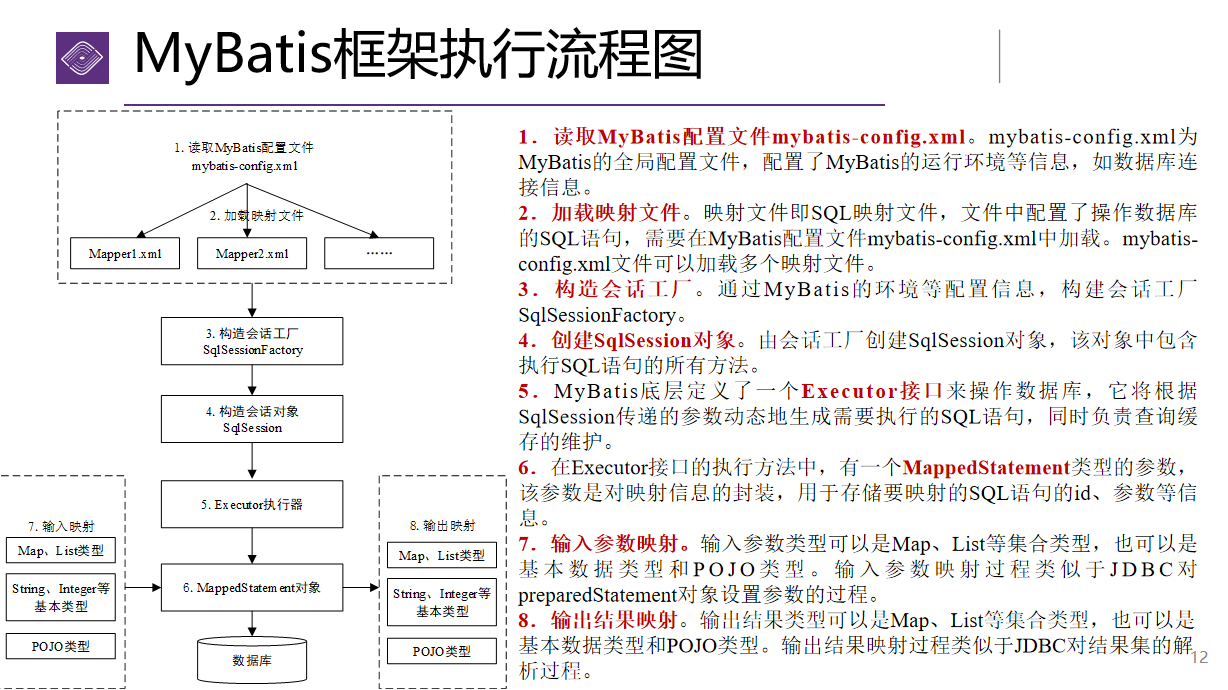 MyBatis框架执行流程图
1. 读取MyBatis配置文件
mybatis-config.xml
2. 加载映射文件
Mapper1.xml
Mapper2.xml
……
3. 构造会话工厂
SqlSessionFactory
4. 构造会话对象
SqlSession
5. Executor执行器
7. 输入映射
Map、List类型
String、Integer等
基本类型
POJO类型
6. MappedStatement对象
数据库
8. 输出映射
Map、List类型
String、Integer等
基本类型
POJO类型
1．读取MyBatis配置文件mybatis-config.xml。mybatis-config.xml为
MyBatis的全局配置文件，配置了MyBatis的运行环境等信息，如数据库连
接信息。
2．加载映射文件。映射文件即SQL映射文件，文件中配置了操作数据库
的SQL语句，需要在MyBatis配置文件mybatis-config.xml中加载。mybatis-
config.xml文件可以加载多个映射文件。
3．构造会话工厂。通过MyBatis的环境等配置信息，构建会话工厂
SqlSessionFactory。
4．创建SqlSession对象。由会话工厂创建SqlSession对象，该对象中包含
执行SQL语句的所有方法。
5．MyBatis底层定义了一个Executor接口来操作数据库，它将根据
SqlSession传递的参数动态地生成需要执行的SQL语句，同时负责查询缓
存的维护。
6．在Executor接口的执行方法中，有一个MappedStatement类型的参数，
该参数是对映射信息的封装，用于存储要映射的SQL语句的id、参数等信
息。
7．输入参数映射。输入参数类型可以是Map、List等集合类型，也可以是
基本数据类型和POJO类型。输入参数映射过程类似于JDBC对
preparedStatement对象设置参数的过程。
8．输出结果映射。输出结果类型可以是Map、List等集合类型，也可以是
基本数据类型和POJO类型。输出结果映射过程类似于JDBC对结果集的解
析过程。
12